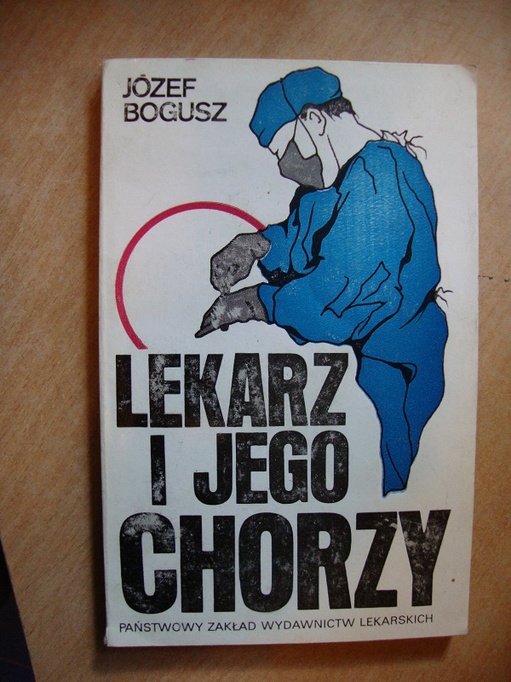 JÓZEF
BOGUSZ
LEKARZ
I JEGO
CHORZY
PAŃSTWOWY ZAKŁAD WYDAWNICTW LEKARSKICH